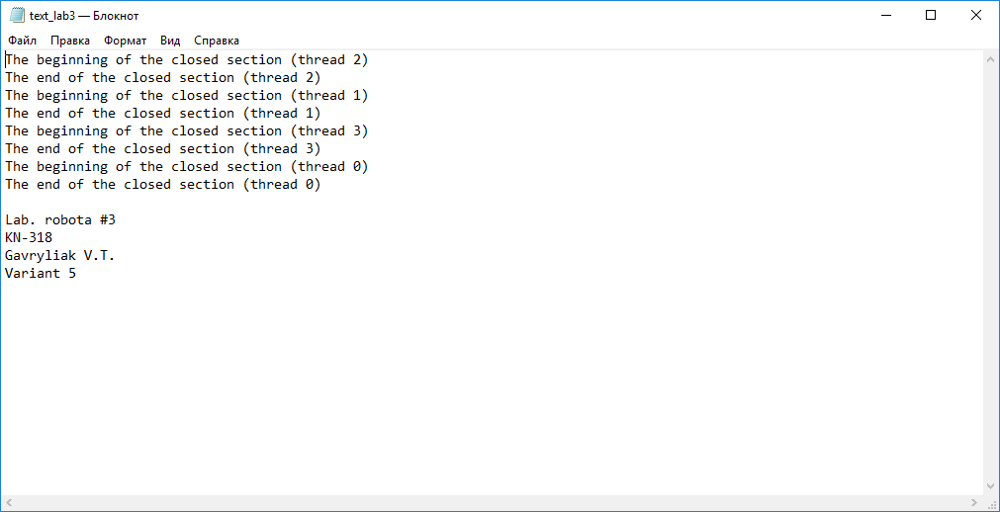 text_lab3 — Блокнот
Файл Правка Формат Вид Справка
The beginning of the closed section (thread 2)
The end of the closed section (thread 2)
The beginning of the closed section (thread 1)
The end of the closed section (thread 1)
The beginning of the closed section (thread 3)
The end of the closed section (thread 3)
The beginning of the closed section (thread 0)
The end of the closed section (thread 0)
Lab. robota #3
KN-318
Gavryliak V.T.
Variant 5